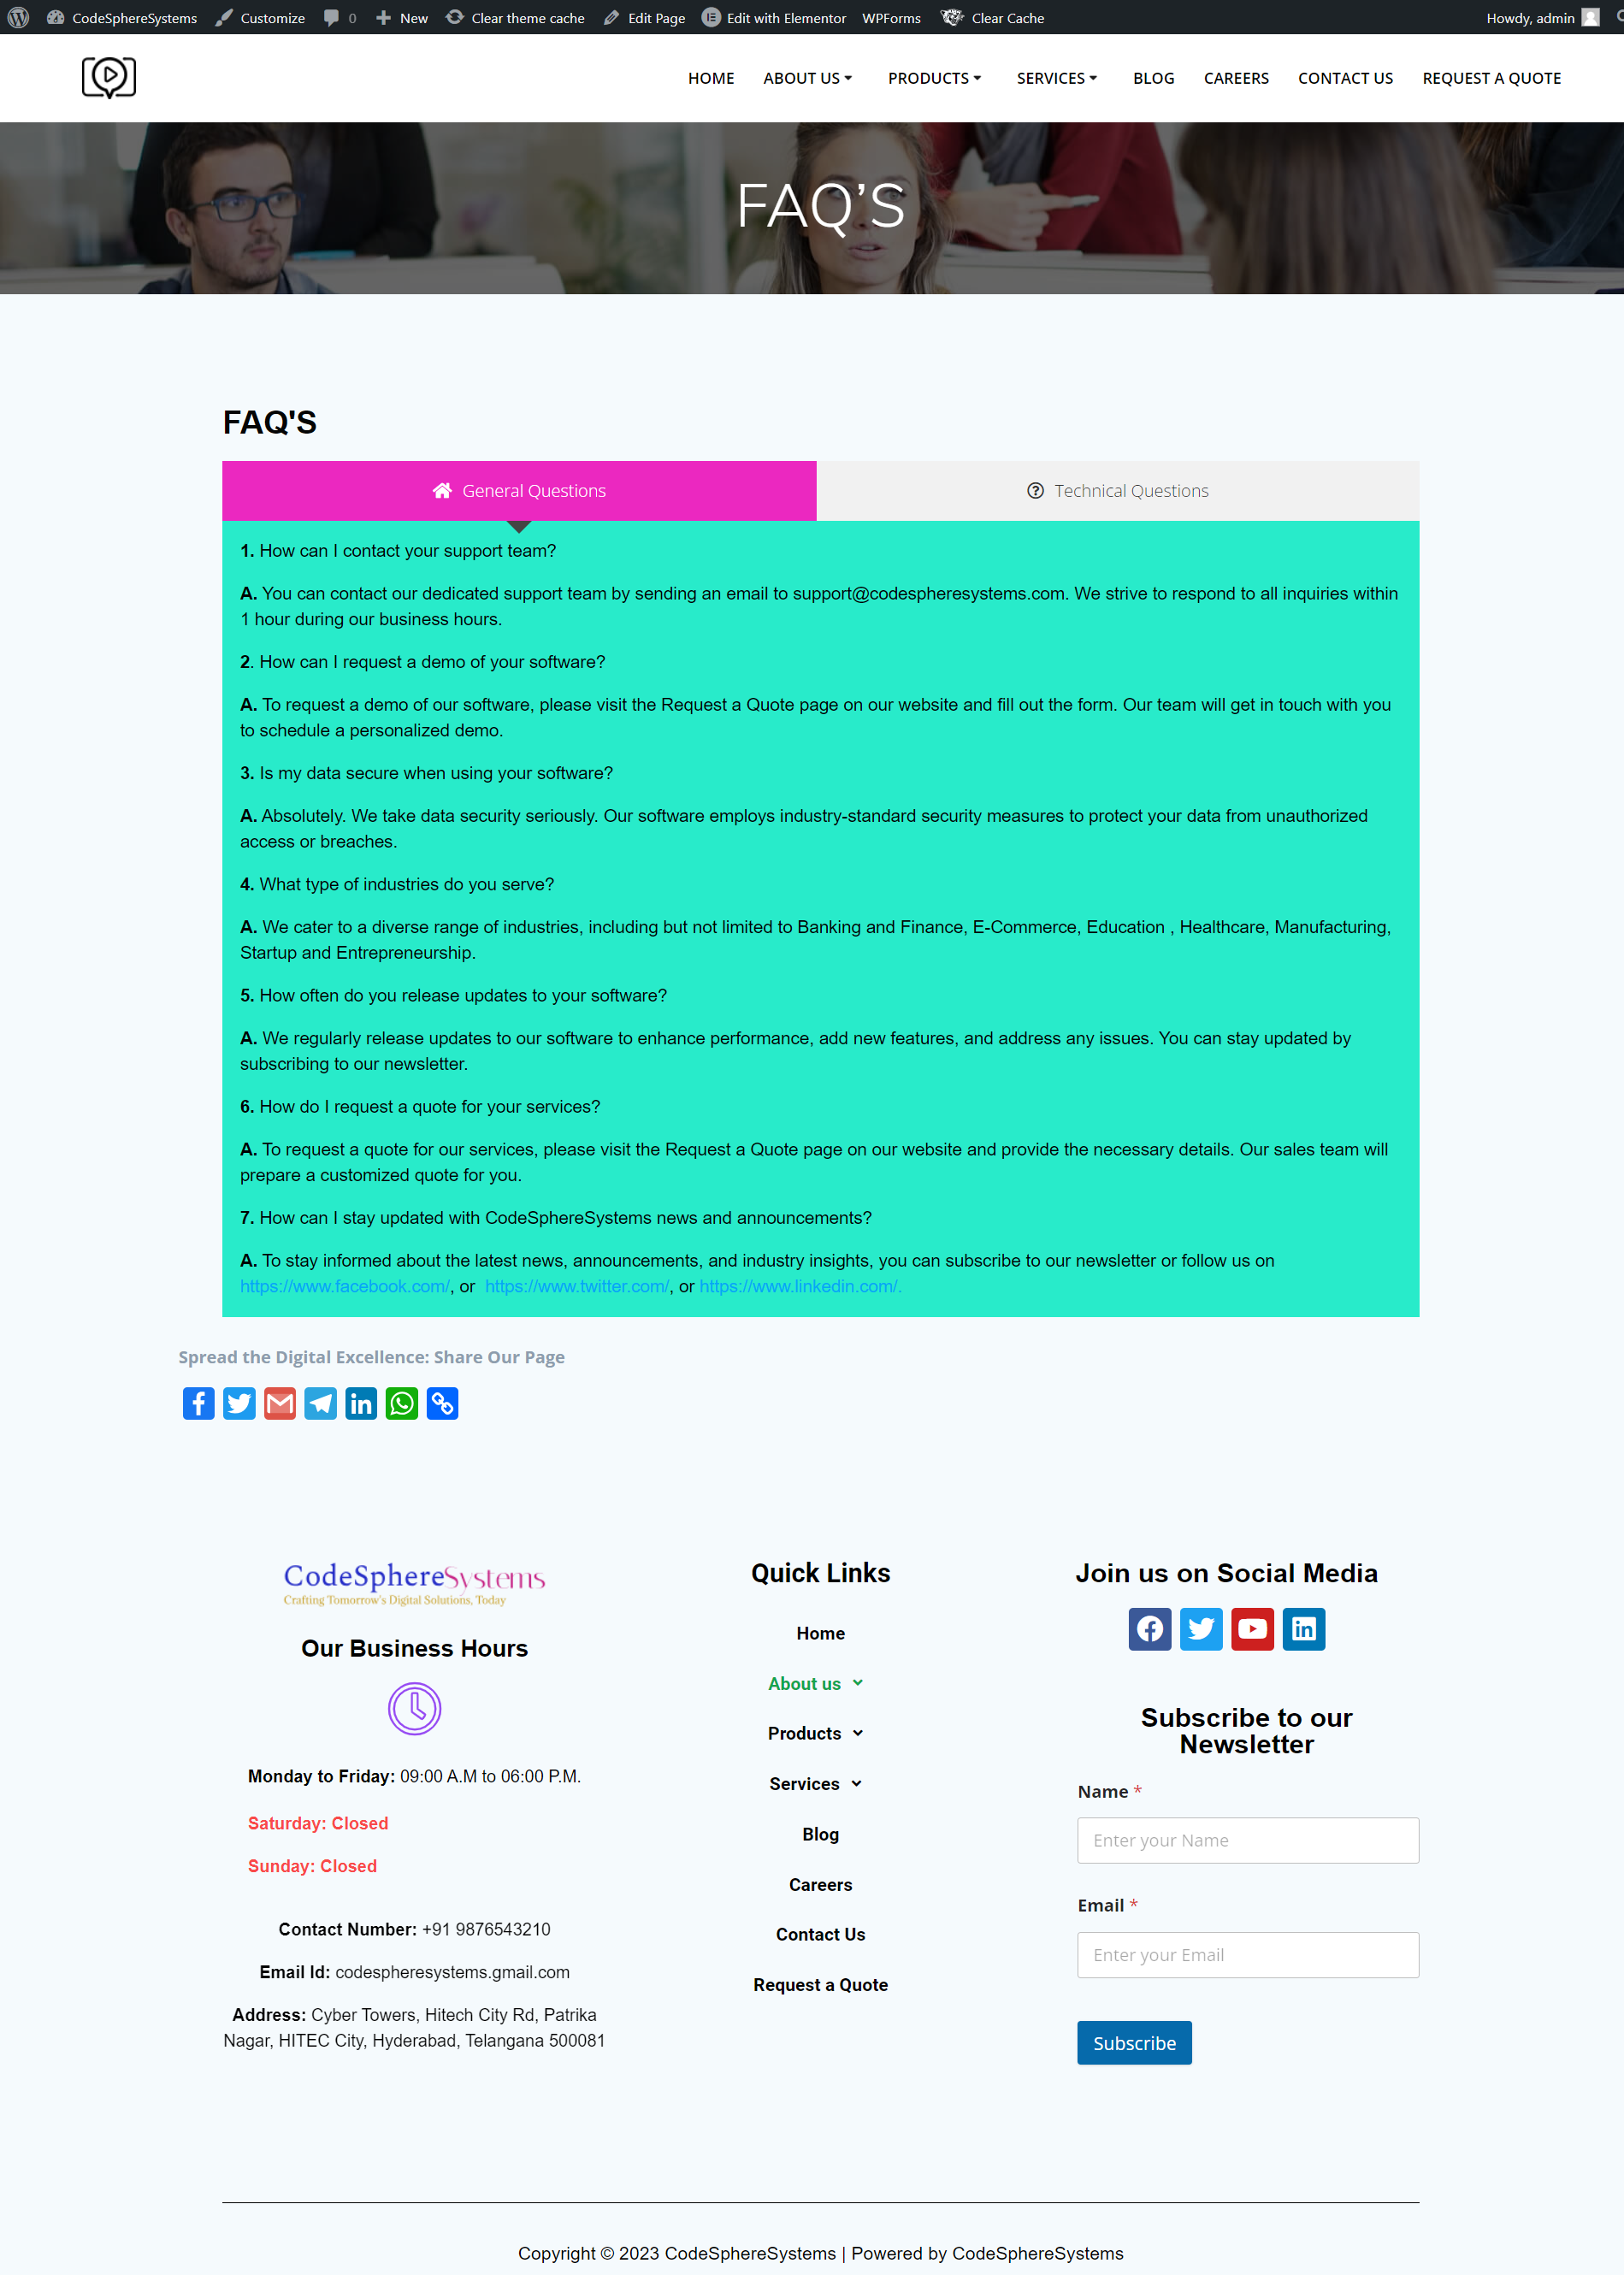 CodeSphereSystems Customize 0 New Clear theme cache Edit Page Edit with Elementor WPForms Clear Cache Howdy, admin
HOME ABOUT US PRODUCTS SERVICES BLOG CAREERS CONTACT US REQUEST A QUOTE
FAQ’S
FAQ'S
General Questions Technical Questions
1. How can I contact your support team?
A. You can contact our dedicated support team by sending an email to support@codespheresystems.com. We strive to respond to all inquiries within
1 hour during our business hours.
2. How can I request a demo of your software?
A. To request a demo of our software, please visit the Request a Quote page on our website and fill out the form. Our team will get in touch with you
to schedule a personalized demo.
3. Is my data secure when using your software?
A. Absolutely. We take data security seriously. Our software employs industry-standard security measures to protect your data from unauthorized
access or breaches.
4. What type of industries do you serve?
A. We cater to a diverse range of industries, including but not limited to Banking and Finance, E-Commerce, Education , Healthcare, Manufacturing,
Startup and Entrepreneurship.
5. How often do you release updates to your software?
A. We regularly release updates to our software to enhance performance, add new features, and address any issues. You can stay updated by
subscribing to our newsletter.
6. How do I request a quote for your services?
A. To request a quote for our services, please visit the Request a Quote page on our website and provide the necessary details. Our sales team will
prepare a customized quote for you.
7. How can I stay updated with CodeSphereSystems news and announcements?
A. To stay informed about the latest news, announcements, and industry insights, you can subscribe to our newsletter or follow us on
https://www.facebook.com/, or https://www.twitter.com/, or https://www.linkedin.com/.
Spread the Digital Excellence: Share Our Page
CodeSphereSystems
Crafting Tomorrow's Digital Solutions, Today
Our Business Hours
Monday to Friday: 09:00 A.M to 06:00 P.M.
Saturday: Closed
Sunday: Closed
Contact Number: +91 9876543210
Email Id: codespheresystems.gmail.com
Address: Cyber Towers, Hitech City Rd, Patrika
Nagar, HITEC City, Hyderabad, Telangana 500081
Quick Links
Home
About us
Products
Services
Blog
Careers
Contact Us
Request a Quote
Join us on Social Media
Subscribe to our
Newsletter
Name *
Enter your Name
Email *
Enter your Email
Subscribe
Copyright © 2023 CodeSphereSystems | Powered by CodeSphereSystems